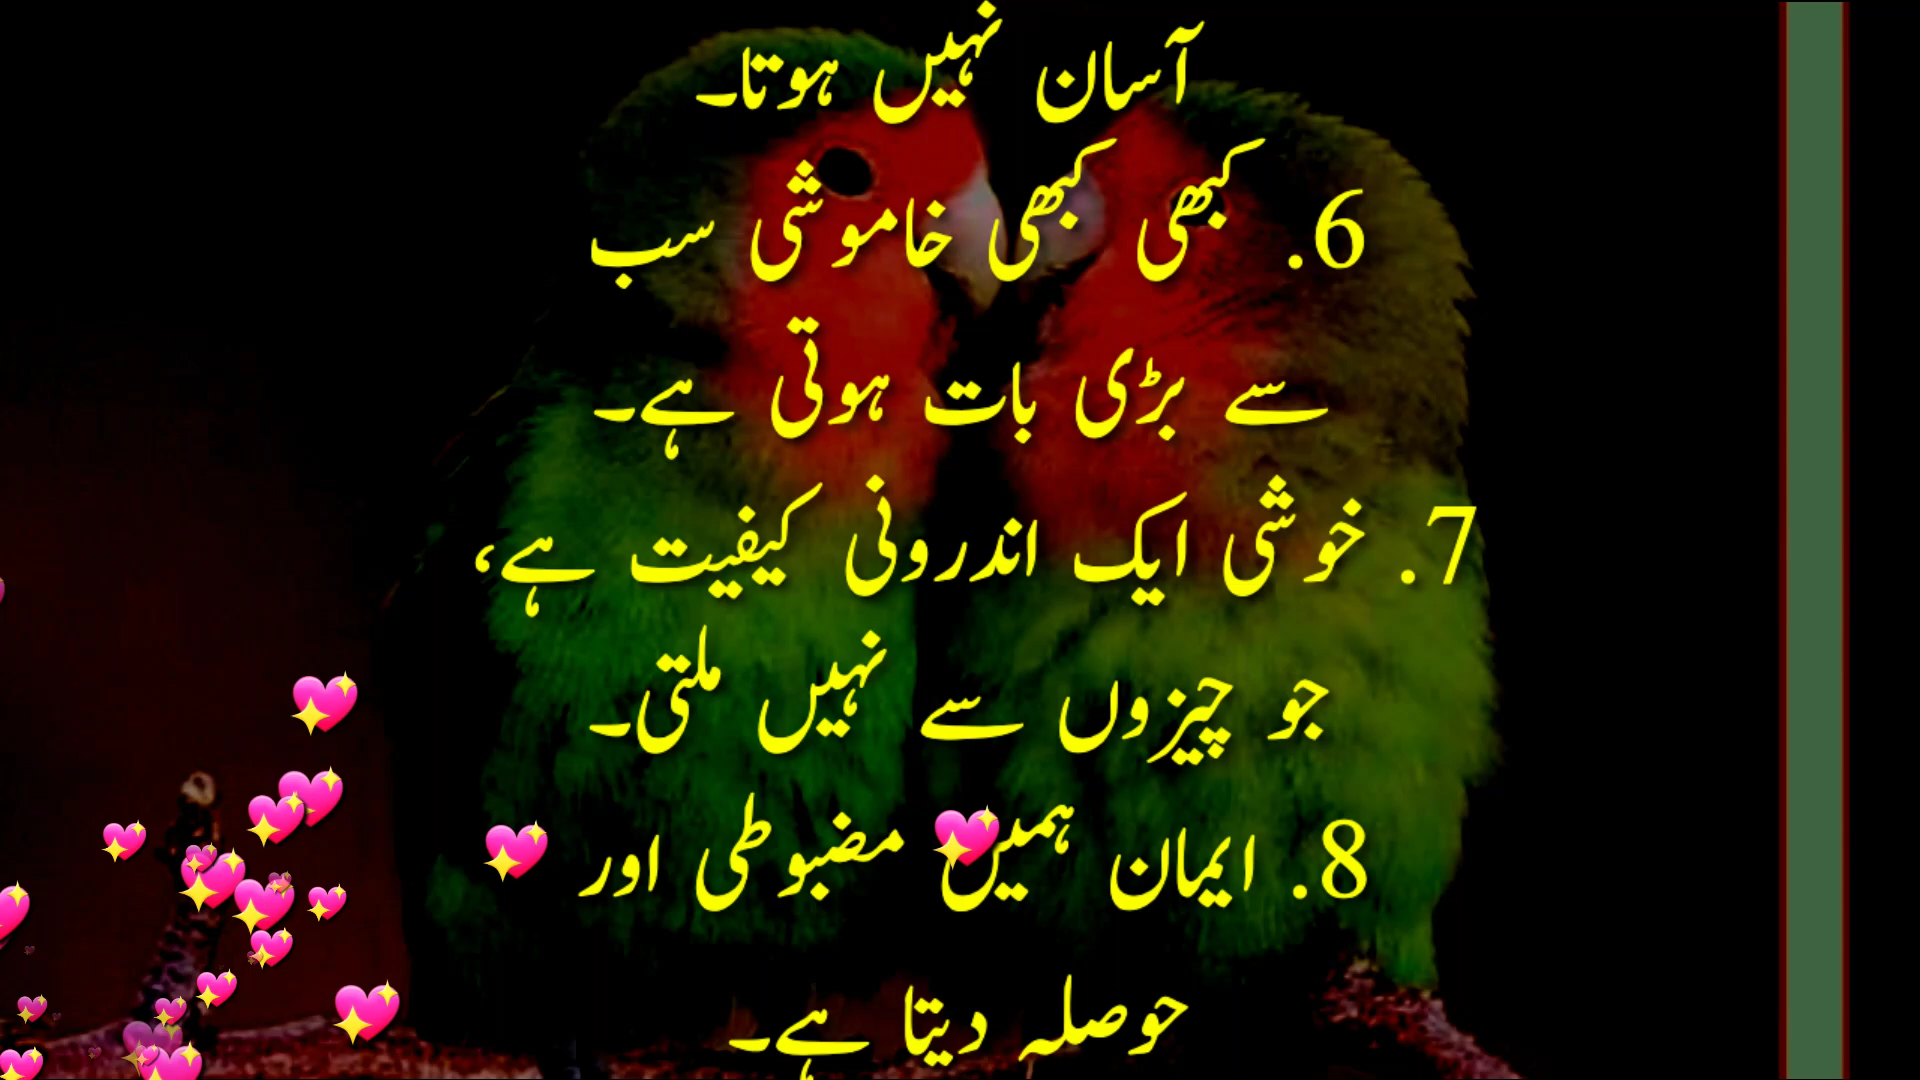 آسان نہیں ہوتا۔
6. کبھی کبھی خاموشی سب
سے بڑی بات ہوتی ہے۔
7. خوشی ایک اندرونی کیفیت ہے،
جو چیزوں سے نہیں ملتی۔
8. ایمان ہمیں مضبوطی اور
حوصلہ دیتا ہے۔